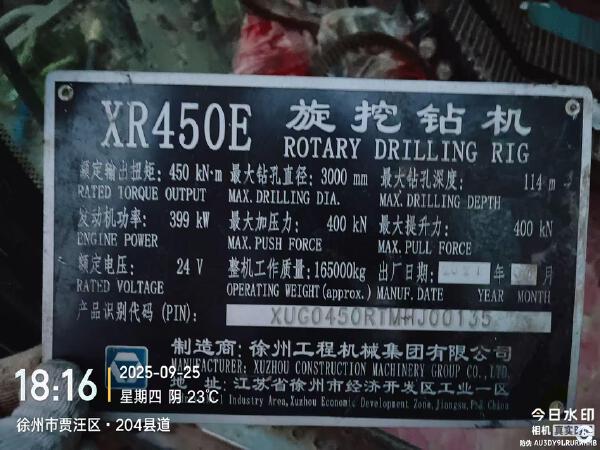 XR450E 旋挖钻机
ROTARY DRILLING RIG
额定输出扭矩: 450 kN·m 最大钻孔直径: 3000 mm 最大钻孔深度: 114 m
RATED TORQUE OUTPUT MAX. DRILLING DIA. MAX. DRILLING DEPTH
发动机功率: 399 kW 最大加压力: 400 kN 最大提升力: 400 kN
ENGINE POWER MAX. PUSH FORCE MAX. PULL FORCE
额定电压: 24 V 整机工作质量: 165000kg 出厂日期: 年 月
RATED VOLTAGE OPERATING WEIGHT(approx.) MANUF. DATE YEAR MONTH
产品识别代码 (PIN): XUG0450RTMHJ00135
制造商: 徐州工程机械集团有限公司
MANUFACTURER: XUZHOU CONSTRUCTION MACHINERY GROUP CO., LTD.
地 址: 江苏省徐州市经济开发区工业一区
Industry Area, Xuzhou Economic Development Zone, Jiangsu, P.R. China
18:16
2025-09-25
星期四 阴 23℃
徐州市贾汪区·204县道
今日水印
相机 真实
防伪